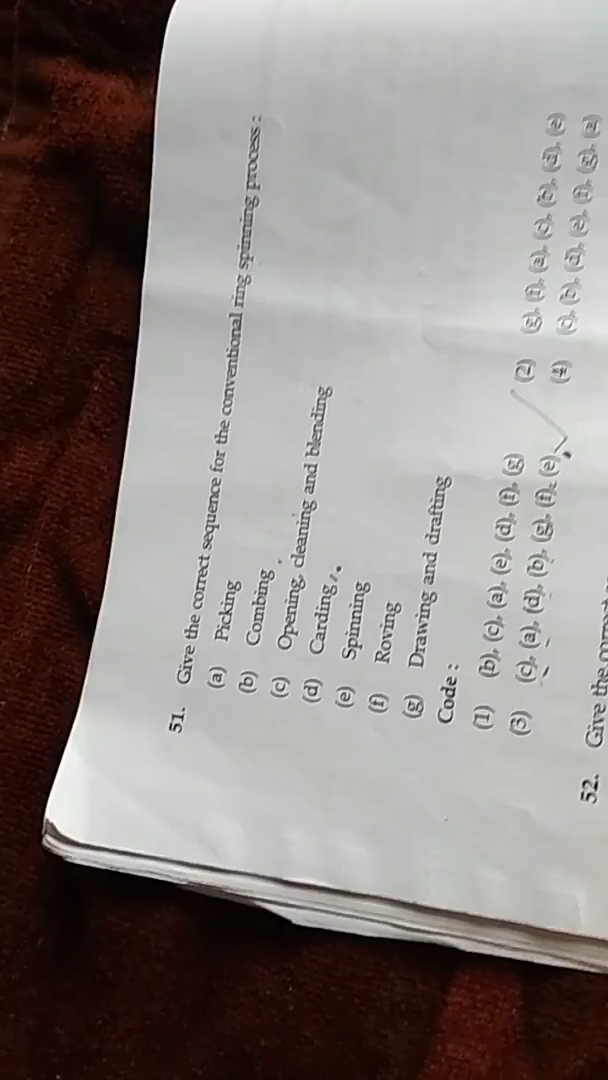 51. Give the correct sequence for the conventional ring spinning process :
(a) Picking
(b) Combing
(c) Opening, cleaning and blending
(d) Carding
(e) Spinning
(f) Roving
(g) Drawing and drafting
Code :
(1) (b), (c), (a), (e), (d), (f), (g) (2) (g), (f), (a), (c), (b), (d), (e)
(3) (c), (a), (d), (b), (g), (f), (e) (4) (c), (b), (d), (e), (f), (g), (a)
52. Give the